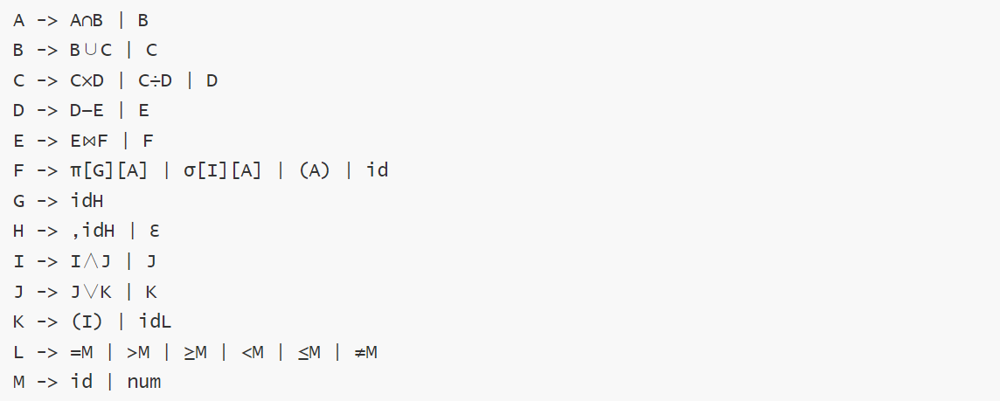 A -> A∩B | B
B -> B∪C | C
C -> C×D | C÷D | D
D -> D−E | E
E -> E⋈F | F
F -> π[G][A] | σ[I][A] | (A) | id
G -> idH
H -> ,idH | ε
I -> I∧J | J
J -> J∨K | K
K -> (I) | idL
L -> =M | >M | ≥M | <M | ≤M | ≠M
M -> id | num